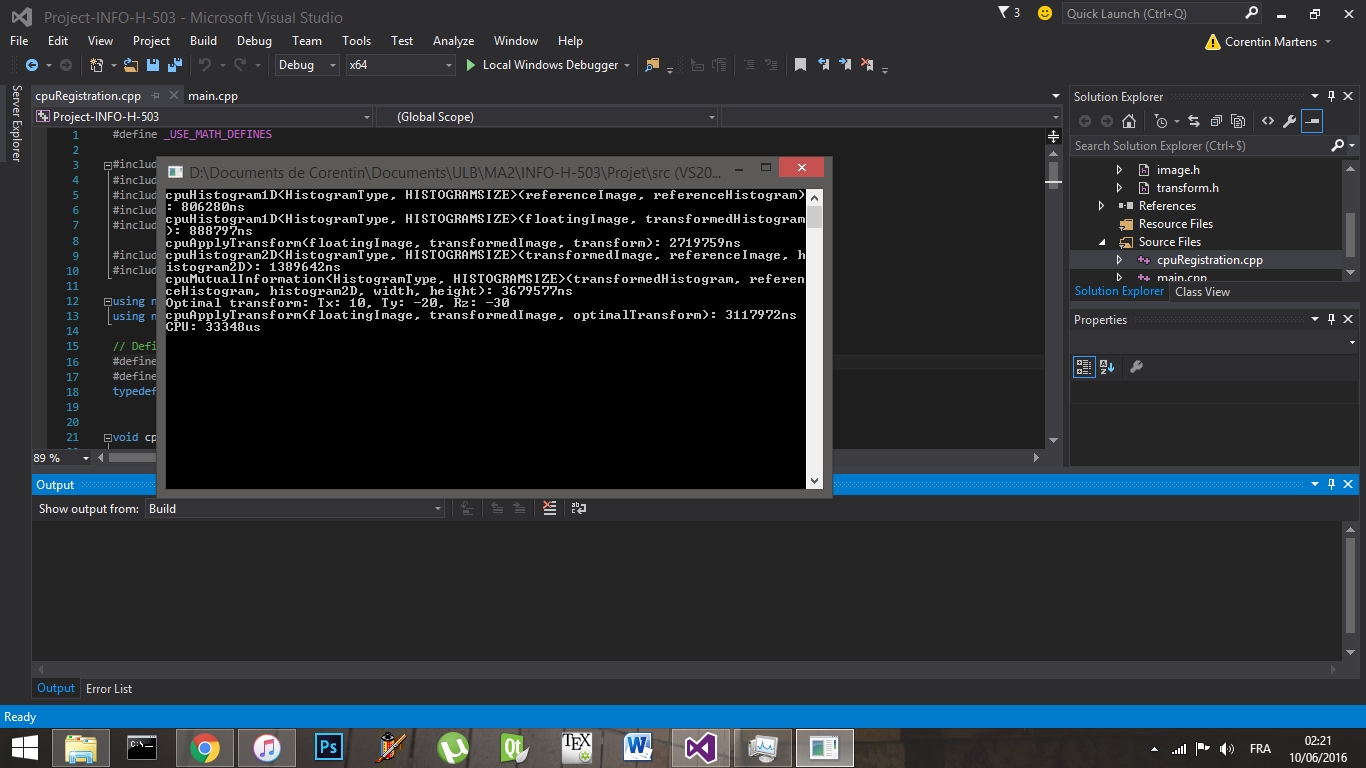 Project-INFO-H-503 - Microsoft Visual Studio
3
Quick Launch (Ctrl+Q)
File Edit View Project Build Debug Team Tools Test Analyze Window Help
Corentin Martens
Debug
x64
Local Windows Debugger
Server Explorer
cpuRegistration.cpp
main.cpp
Project-INFO-H-503
(Global Scope)
1 #define _USE_MATH_DEFINES
2
3 #includ
4 #includ
5 #includ
6 #includ
7 #includ
8
9 #includ
10 #includ
11
12 using n
13 using n
14
15 // Defi
16 #define
17 #define
18 typedef
19
20
21 void cp
89 %
D:\Documents de Corentin\Documents\ULB\MA2\INFO-H-503\Projet\src (VS20...
cpuHistogram1D<HistogramType, HISTOGRAMSIZE>(referenceImage, referenceHistogram)
: 806280ns
cpuHistogram1D<HistogramType, HISTOGRAMSIZE>(floatingImage, transformedHistogram
): 888797ns
cpuApplyTransform(floatingImage, transformedImage, transform): 2719759ns
cpuHistogram2D<HistogramType, HISTOGRAMSIZE>(transformedImage, referenceImage, h
istogram2D): 1389642ns
cpuMutualInformation<HistogramType, HISTOGRAMSIZE>(transformedHistogram, referen
ceHistogram, histogram2D, width, height): 3679577ns
Optimal transform: Tx: 10, Ty: -20, Rz: -30
cpuApplyTransform(floatingImage, transformedImage, optimalTransform): 3117972ns
CPU: 33348us
Solution Explorer
Search Solution Explorer (Ctrl+$)
image.h
transform.h
References
Resource Files
Source Files
cpuRegistration.cpp
main.cpp
Solution Explorer
Class View
Properties
Output
Show output from:
Build
Output
Error List
Ready
C:\
Ps
Qt
TEX
W
FRA
02:21
10/06/2016